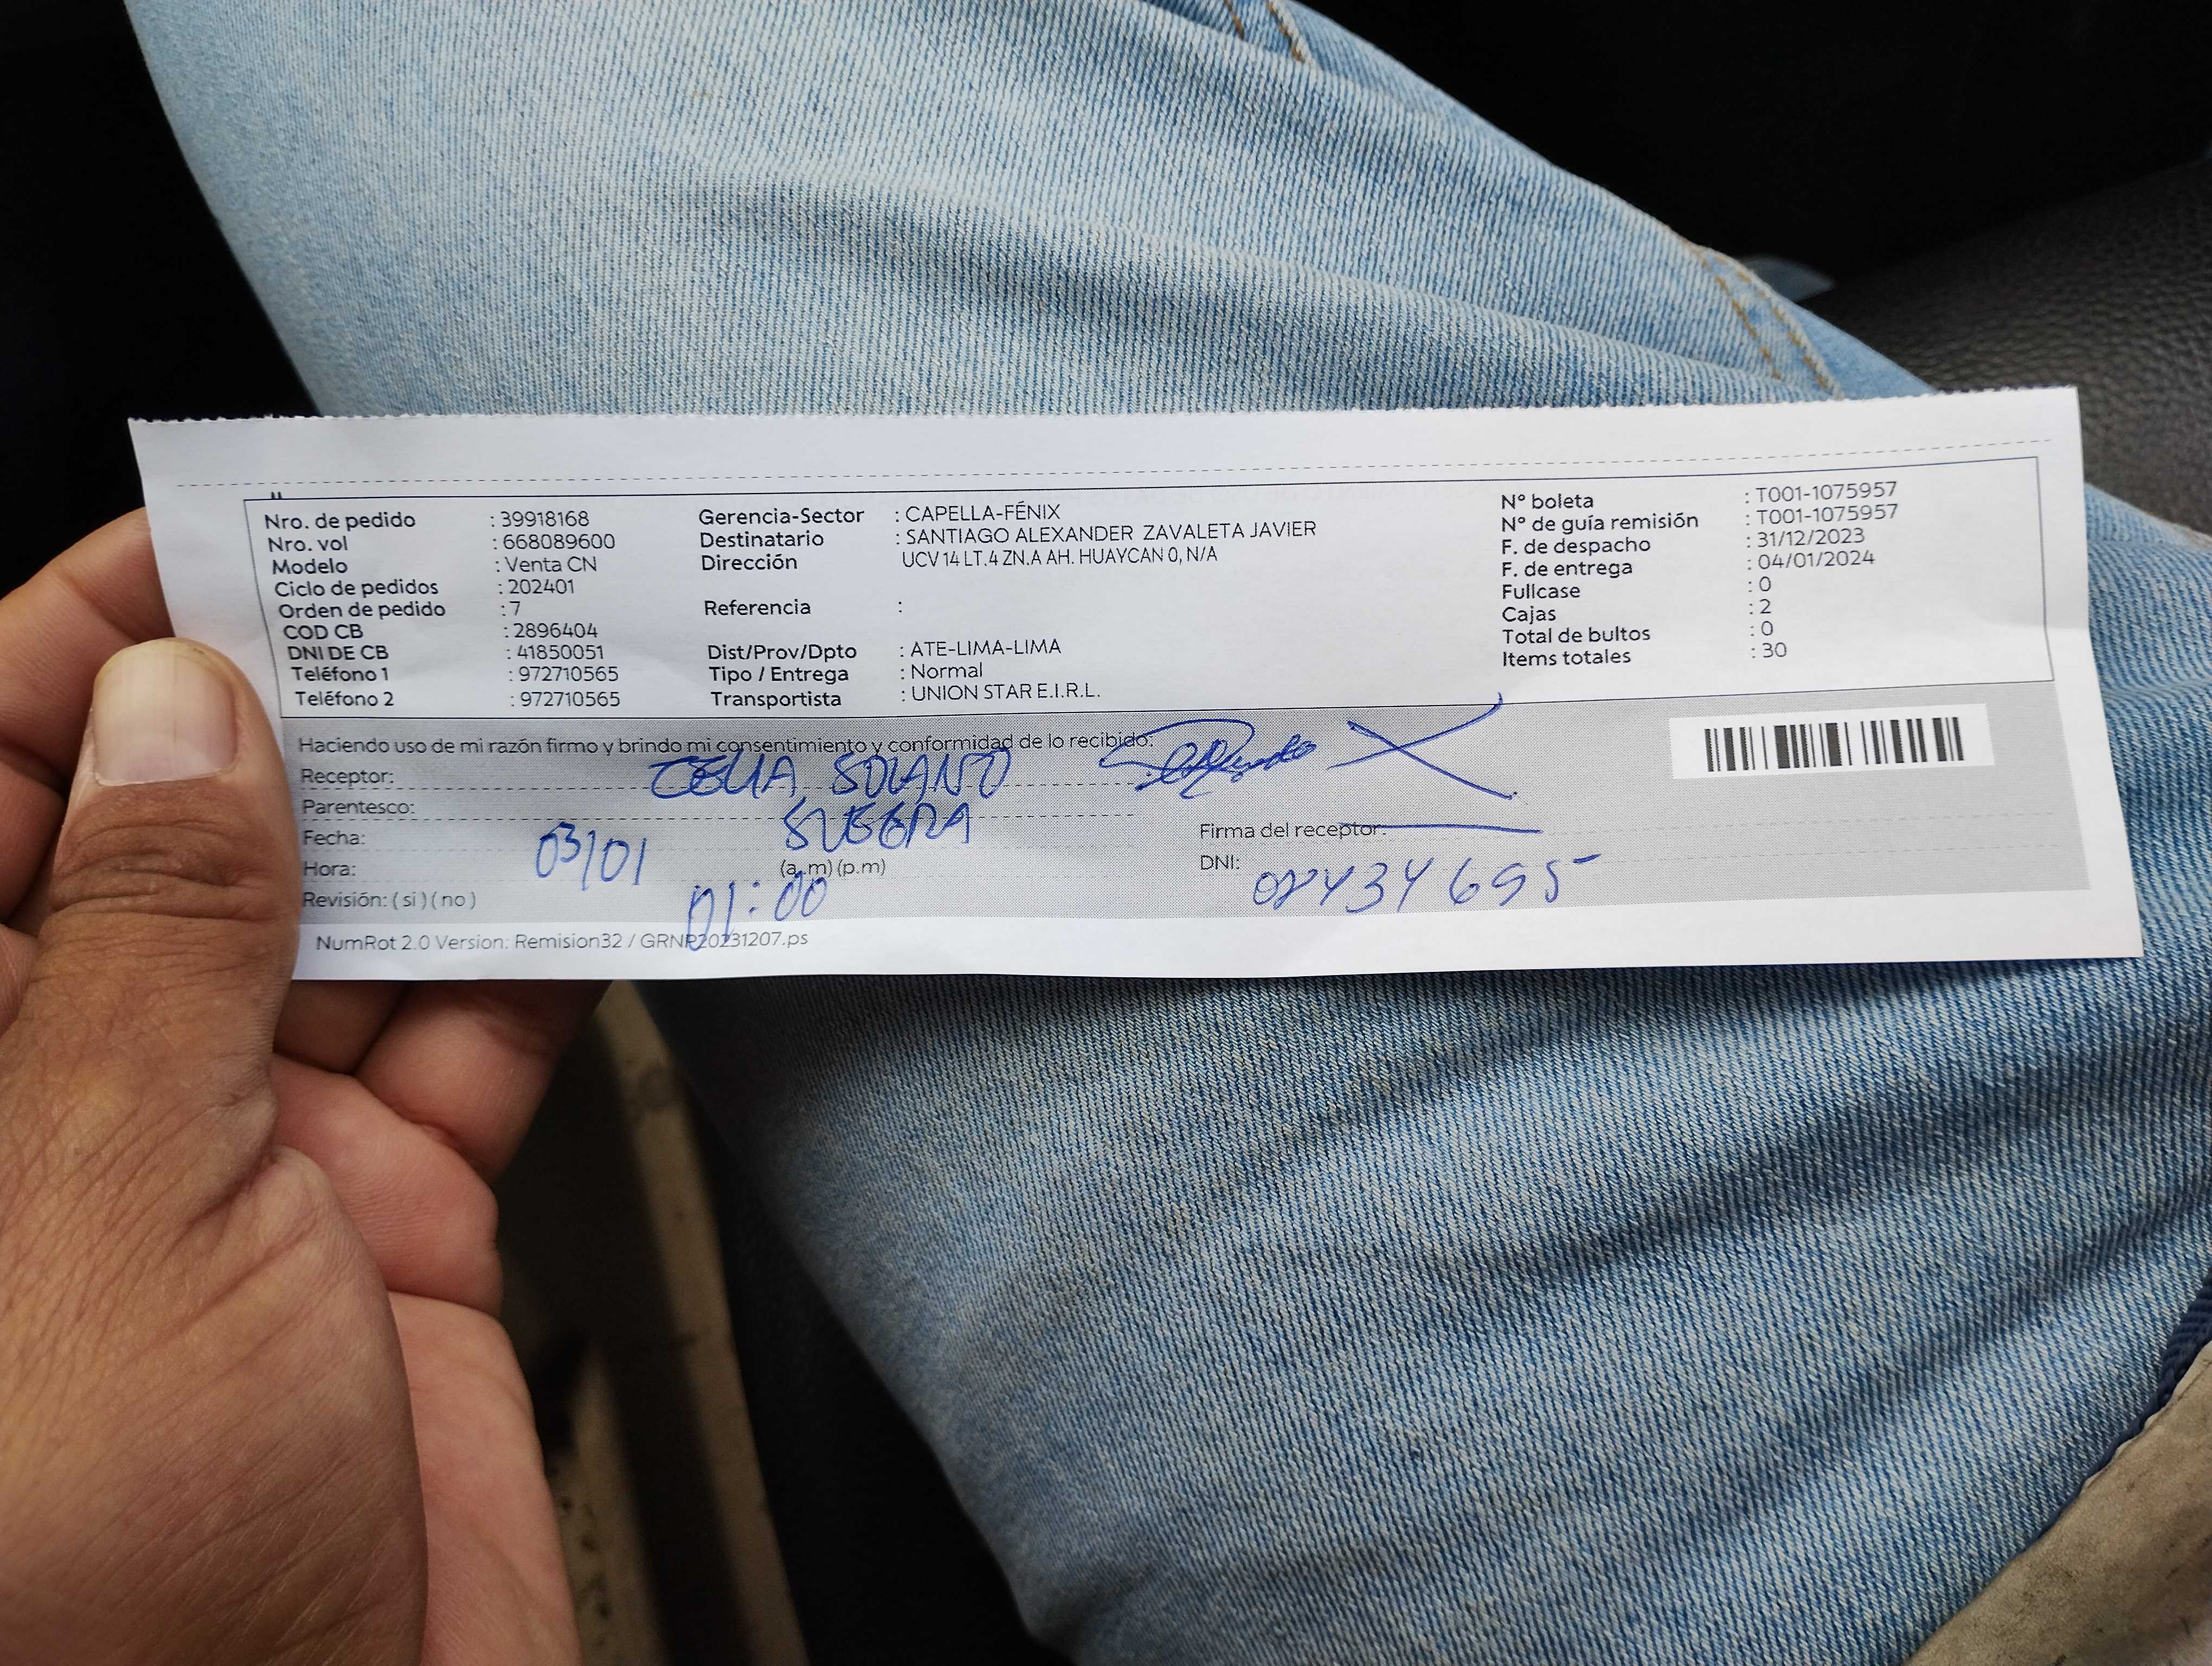 Nro. de pedido : 39918168 Gerencia-Sector : CAPELLA-FÉNIX N° boleta : T001-1075957
Nro. vol : 668089600 Destinatario : SANTIAGO ALEXANDER ZAVALETA JAVIER N° de guía remisión : T001-1075957
Modelo : Venta CN Dirección UCV 14 LT.4 ZN.A AH. HUAYCAN 0, N/A F. de despacho : 31/12/2023
Ciclo de pedidos : 202401 F. de entrega : 04/01/2024
Orden de pedido : 7 Referencia : Fullcase : 0
COD CB : 2896404 Cajas : 2
DNI DE CB : 41850051 Dist/Prov/Dpto : ATE-LIMA-LIMA Total de bultos : 0
Teléfono 1 : 972710565 Tipo / Entrega : Normal Items totales : 30
Teléfono 2 : 972710565 Transportista : UNION STAR E.I.R.L.
Haciendo uso de mi razón firmo y brindo mi consentimiento y conformidad de lo recibido:
Receptor: CELIA SOLANO
Parentesco: SUEGRA
Fecha: 03/01 Firma del receptor:
Hora: 01:00 (a.m) (p.m) DNI:
Revisión: ( si ) ( no )
NumRot 2.0 Version: Remision32 / GRNP20231207.ps